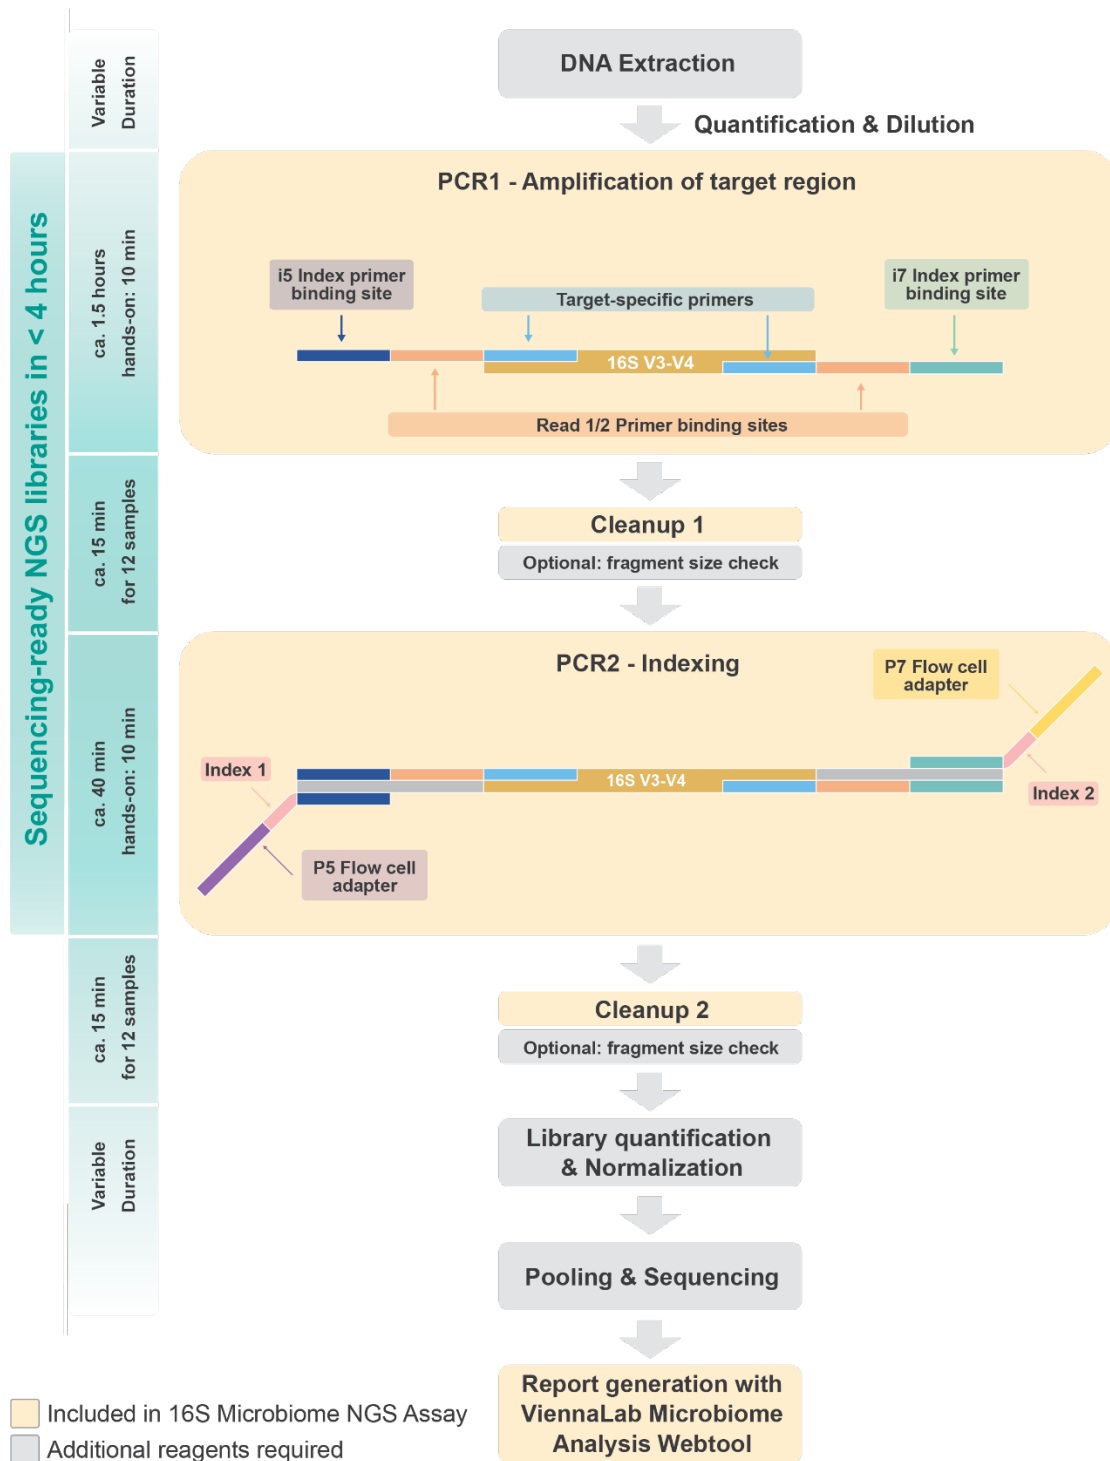 DNA Extraction
Quantification & Dilution
Variable
Duration
Sequencing-ready NGS libraries in < 4 hours
ca. 1.5 hours
hands-on: 10 min
PCR1 - Amplification of target region
i5 Index primer
binding site
Target-specific primers
i7 Index primer
binding site
16S V3-V4
Read 1/2 Primer binding sites
ca. 15 min
for 12 samples
Cleanup 1
Optional: fragment size check
ca. 40 min
hands-on: 10 min
PCR2 - Indexing
P7 Flow cell
adapter
Index 1
16S V3-V4
Index 2
P5 Flow cell
adapter
ca. 15 min
for 12 samples
Cleanup 2
Optional: fragment size check
Variable
Duration
Library quantification
& Normalization
Pooling & Sequencing
Report generation with
ViennaLab Microbiome
Analysis Webtool
Included in 16S Microbiome NGS Assay
Additional reagents required